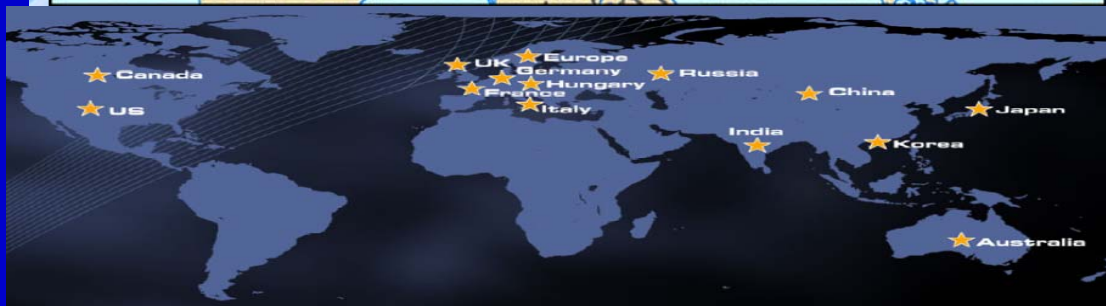 Europe
UK
Germany
Canada
Russia
Hungary
France
China
US
Italy
Japan
India
Korea
Australia